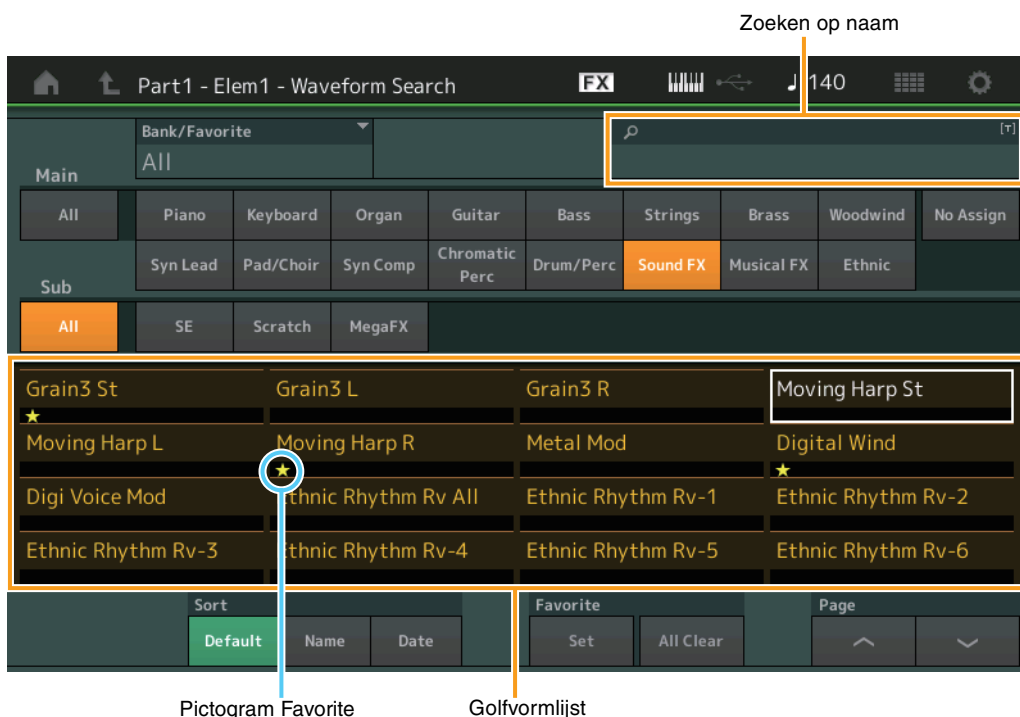 Zoeken op naam
Part1 - Elem1 - Waveform Search
FX
140
Bank/Favorite
All
[T]
Main
All
Piano
Keyboard
Organ
Guitar
Bass
Strings
Brass
Woodwind
No Assign
Syn Lead
Pad/Choir
Syn Comp
Chromatic
Perc
Drum/Perc
Sound FX
Musical FX
Ethnic
Sub
All
SE
Scratch
MegaFX
Grain3 St
Grain3 L
Grain3 R
Moving Harp St
Moving Harp L
Moving Harp R
Metal Mod
Digital Wind
Digi Voice Mod
Ethnic Rhythm Rv All
Ethnic Rhythm Rv-1
Ethnic Rhythm Rv-2
Ethnic Rhythm Rv-3
Ethnic Rhythm Rv-4
Ethnic Rhythm Rv-5
Ethnic Rhythm Rv-6
Sort
Favorite
Page
Default
Name
Date
Set
All Clear
Pictogram Favorite
Golfvormlijst